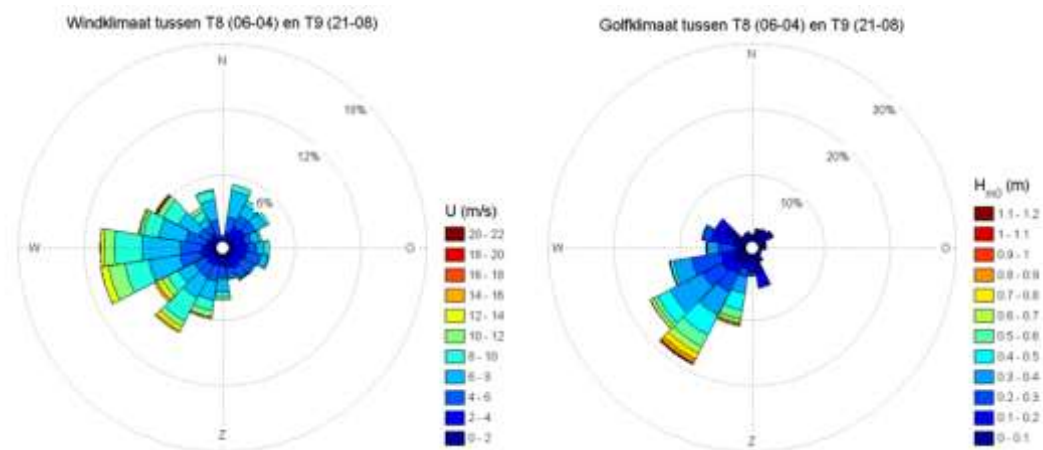 Windklimaat tussen T8 (06-04) en T9 (21-08)
N
18%
12%
6%
W
O
Z
U (m/s)
20 - 22
18 - 20
16 - 18
14 - 16
12 - 14
10 - 12
8 - 10
6 - 8
4 - 6
2 - 4
0 - 2
Golfklimaat tussen T8 (06-04) en T9 (21-08)
N
30%
20%
10%
W
O
Z
Hm0 (m)
1.1 - 1.2
1 - 1.1
0.9 - 1
0.8 - 0.9
0.7 - 0.8
0.6 - 0.7
0.5 - 0.6
0.4 - 0.5
0.3 - 0.4
0.2 - 0.3
0.1 - 0.2
0 - 0.1